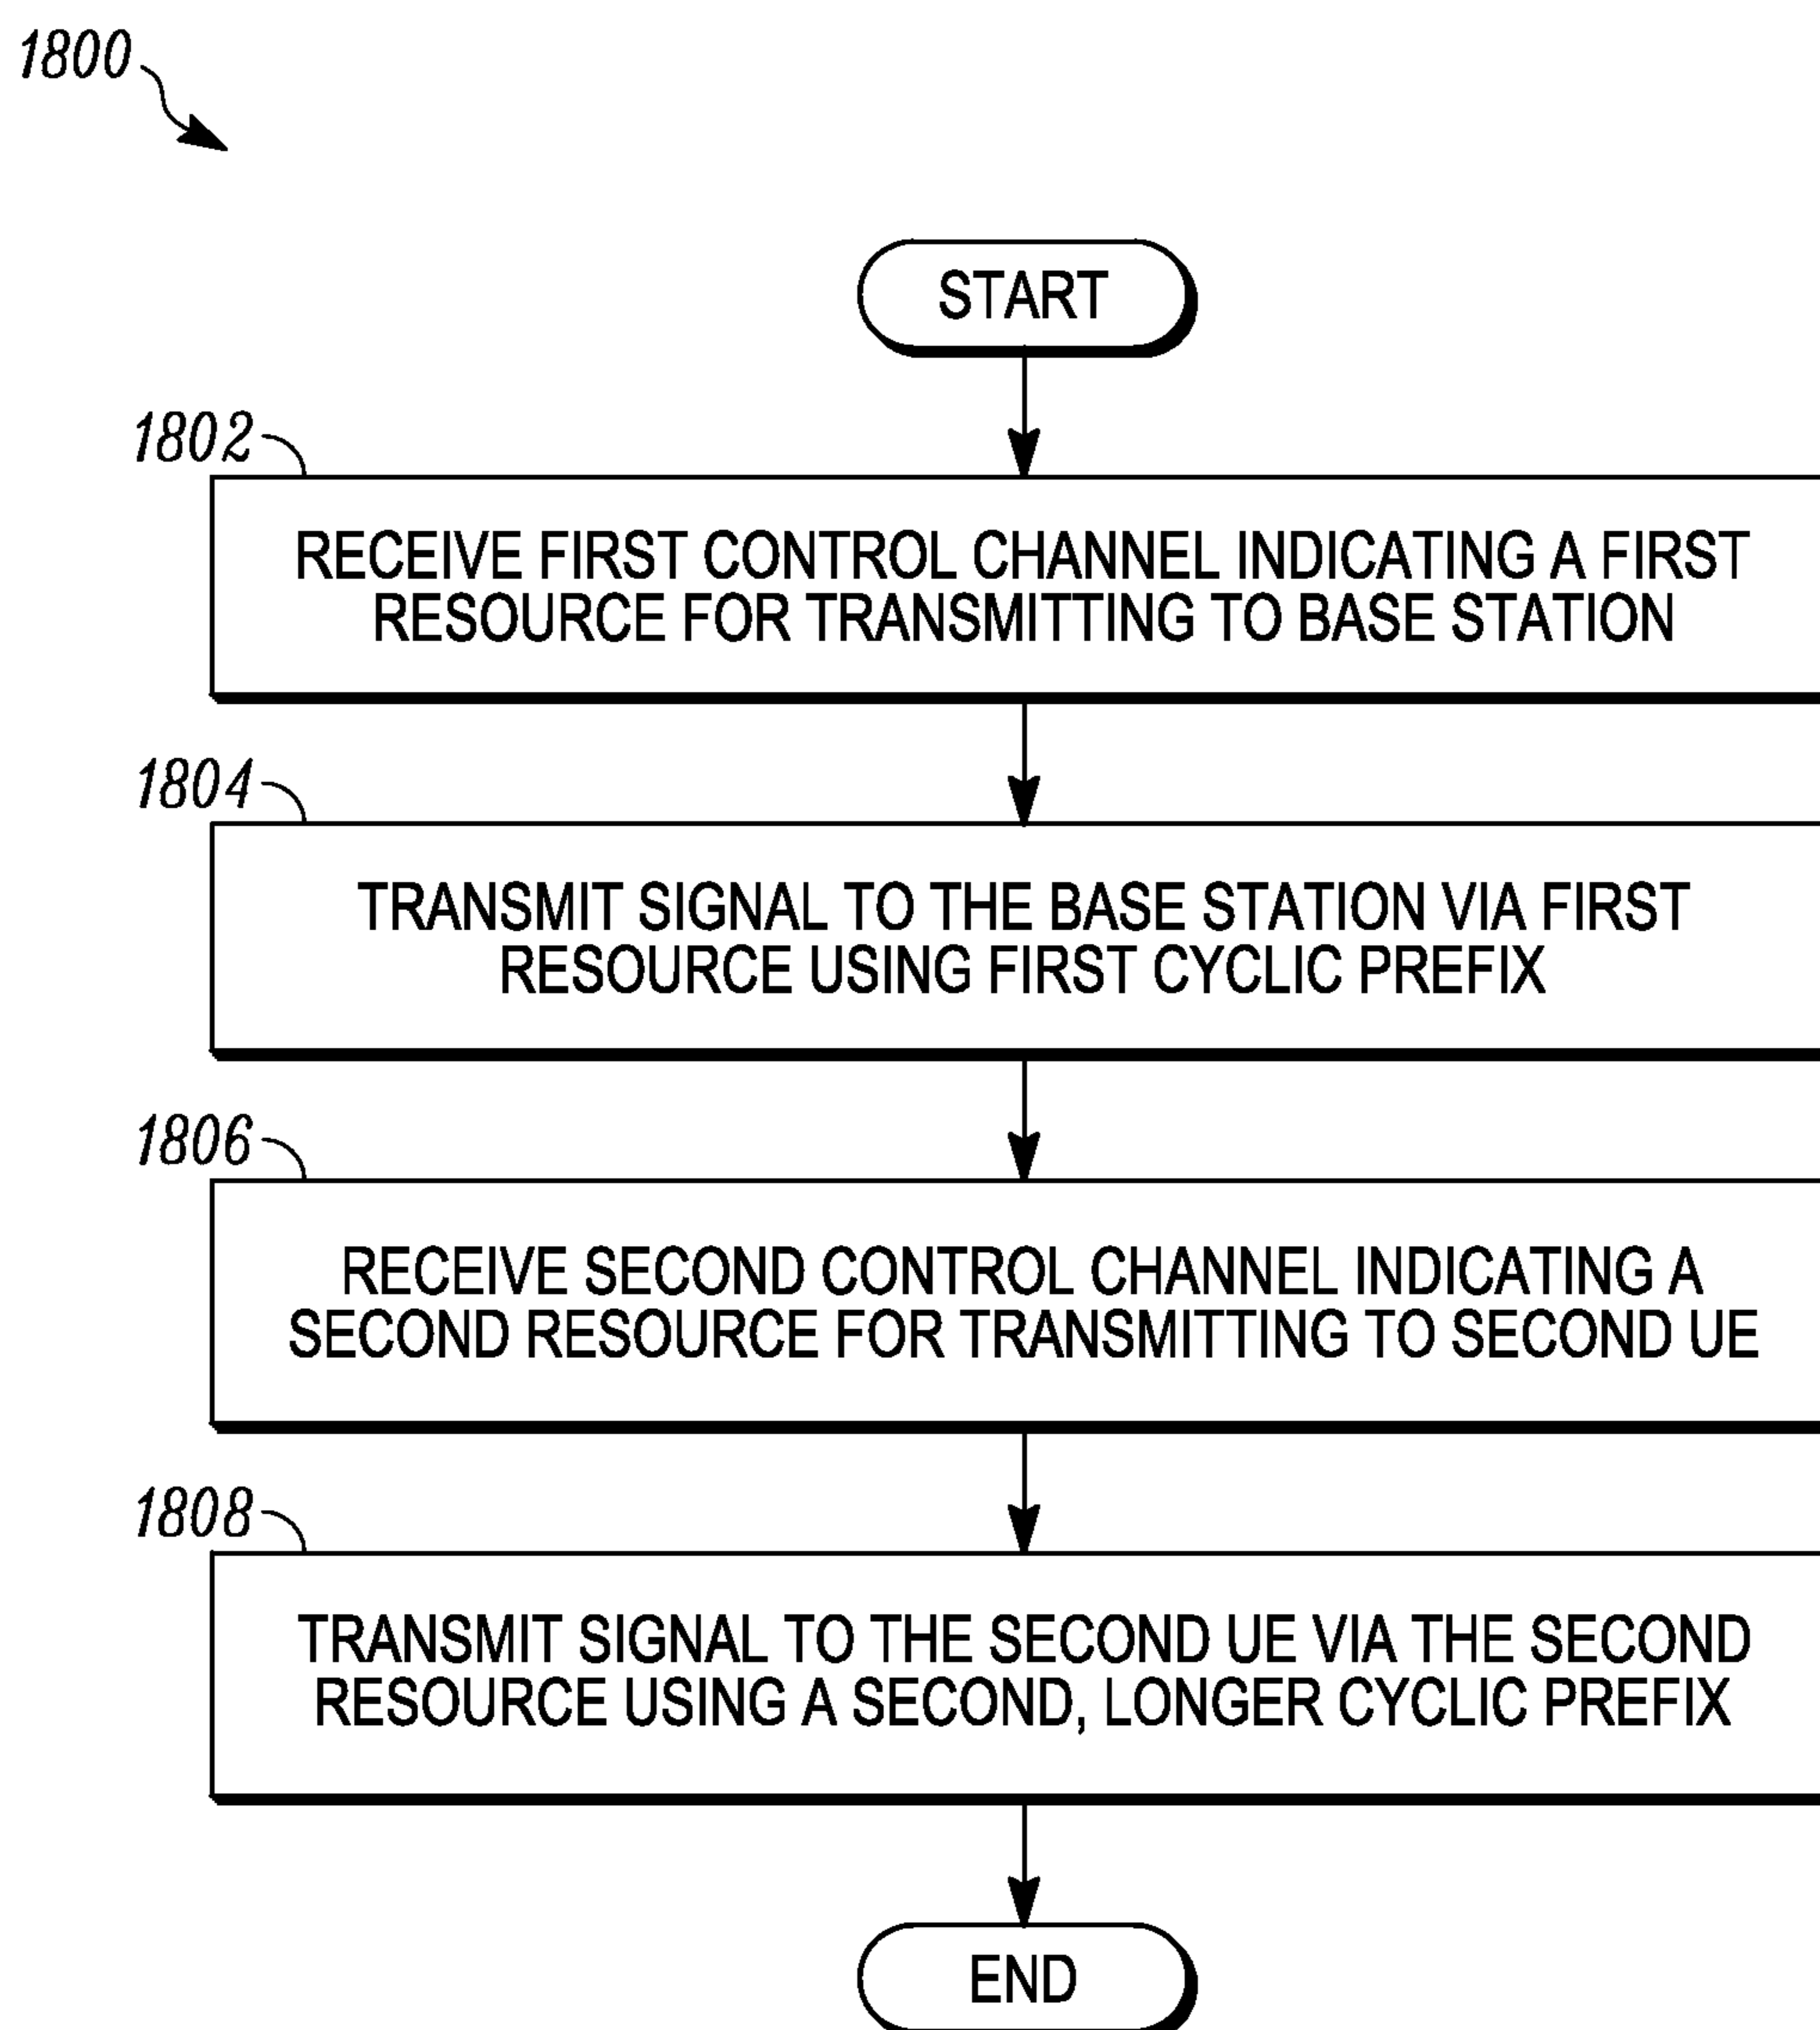 1800
START
1802
RECEIVE FIRST CONTROL CHANNEL INDICATING A FIRST
RESOURCE FOR TRANSMITTING TO BASE STATION
1804
TRANSMIT SIGNAL TO THE BASE STATION VIA FIRST
RESOURCE USING FIRST CYCLIC PREFIX
1806
RECEIVE SECOND CONTROL CHANNEL INDICATING A
SECOND RESOURCE FOR TRANSMITTING TO SECOND UE
1808
TRANSMIT SIGNAL TO THE SECOND UE VIA THE SECOND
RESOURCE USING A SECOND, LONGER CYCLIC PREFIX
END